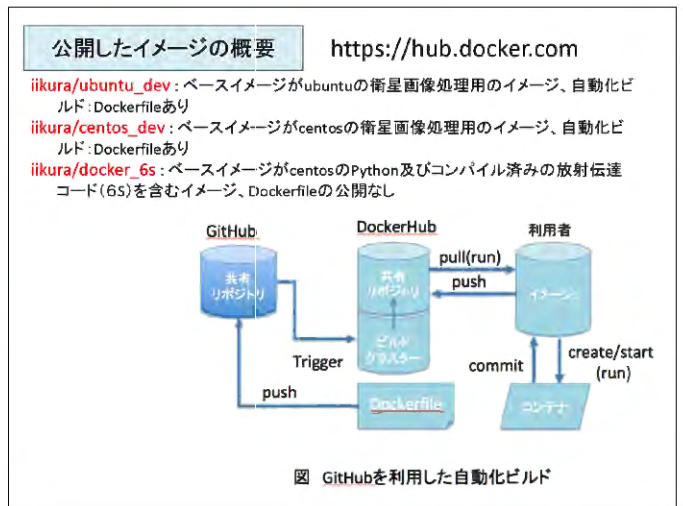 公開したイメージの概要
https://hub.docker.com
iikura/ubuntu_dev：ベースイメージがubuntuの衛星画像処理用のイメージ、自動化ビ
ルド：Dockerfileあり
iikura/centos_dev：ベースイメージがcentosの衛星画像処理用のイメージ、自動化ビ
ルド：Dockerfileあり
iikura/docker_6s：ベースイメージがcentosのPython及びコンパイル済みの放射伝達
コード（6S）を含むイメージ、Dockerfileの公開なし
GitHub
DockerHub
利用者
pull(run)
共有
リポジトリ
共有
リポジトリ
push
イメージ
ビルド
クラスター
Trigger
commit
create/start
(run)
push
Dockerfile
コンテナ
図 GitHubを利用した自動化ビルド